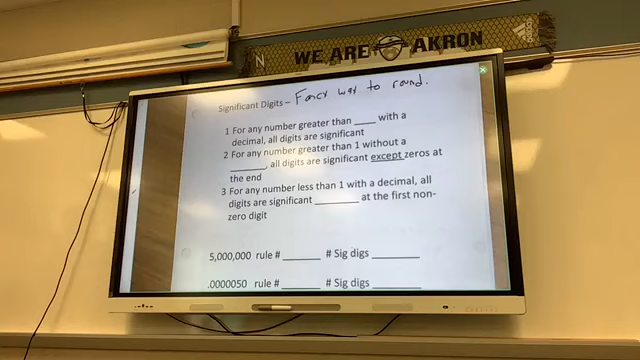 WE ARE AKRON
adidas
N
Significant Digits – Fancy way to round.
1 For any number greater than ____ with a
decimal, all digits are significant
2 For any number greater than 1 without a
_______, all digits are significant except zeros at
the end
3 For any number less than 1 with a decimal, all
digits are significant ________ at the first non-
zero digit
5,000,000 rule # _______ # Sig digs ________
.0000050 rule # _______ # Sig digs ________